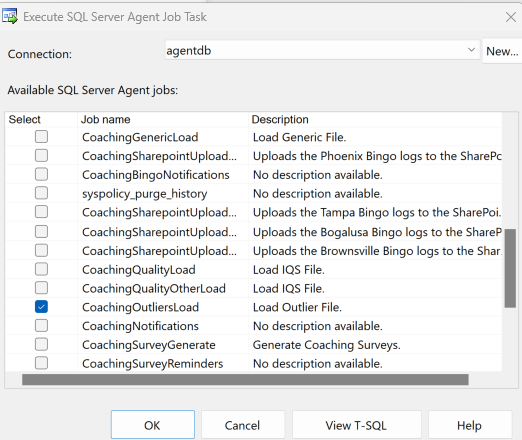 Execute SQL Server Agent Job Task
Connection: agentdb New...
Available SQL Server Agent jobs:
Select Job name Description
CoachingGenericLoad Load Generic File.
CoachingSharepointUpload... Uploads the Phoenix Bingo logs to the SharePo
CoachingBingoNotifications No description available.
syspolicy_purge_history No description available.
CoachingSharepointUpload... Uploads the Tampa Bingo logs to the SharePoi.
CoachingSharepointUpload... Uploads the Bogalusa Bingo logs to the ShareP
CoachingSharepointUpload... Uploads the Brownsville Bingo logs to the Shar.
CoachingQualityLoad Load IQS File.
CoachingQualityOtherLoad Load IQS File.
CoachingOutliersLoad Load Outlier File.
CoachingNotifications No description available.
CoachingSurveyGenerate Generate Coaching Surveys.
CoachingSurveyReminders No description available.
OK Cancel View T-SQL Help